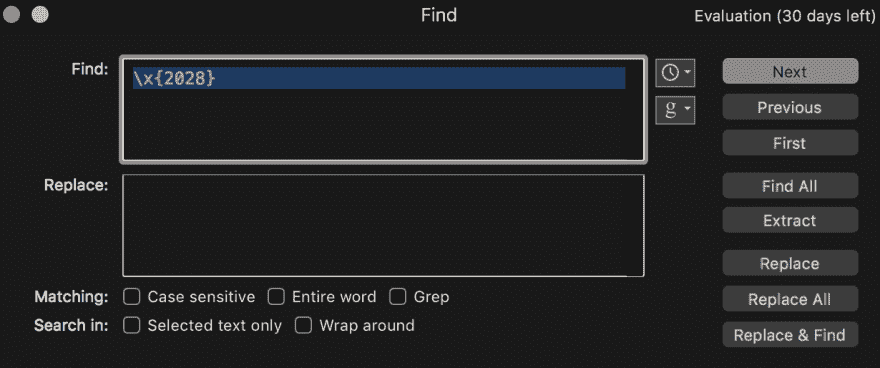 Find
Evaluation (30 days left)
Find:
\x{2028}
g
Replace:
Matching:
Case sensitive
Entire word
Grep
Search in:
Selected text only
Wrap around
Next
Previous
First
Find All
Extract
Replace
Replace All
Replace & Find